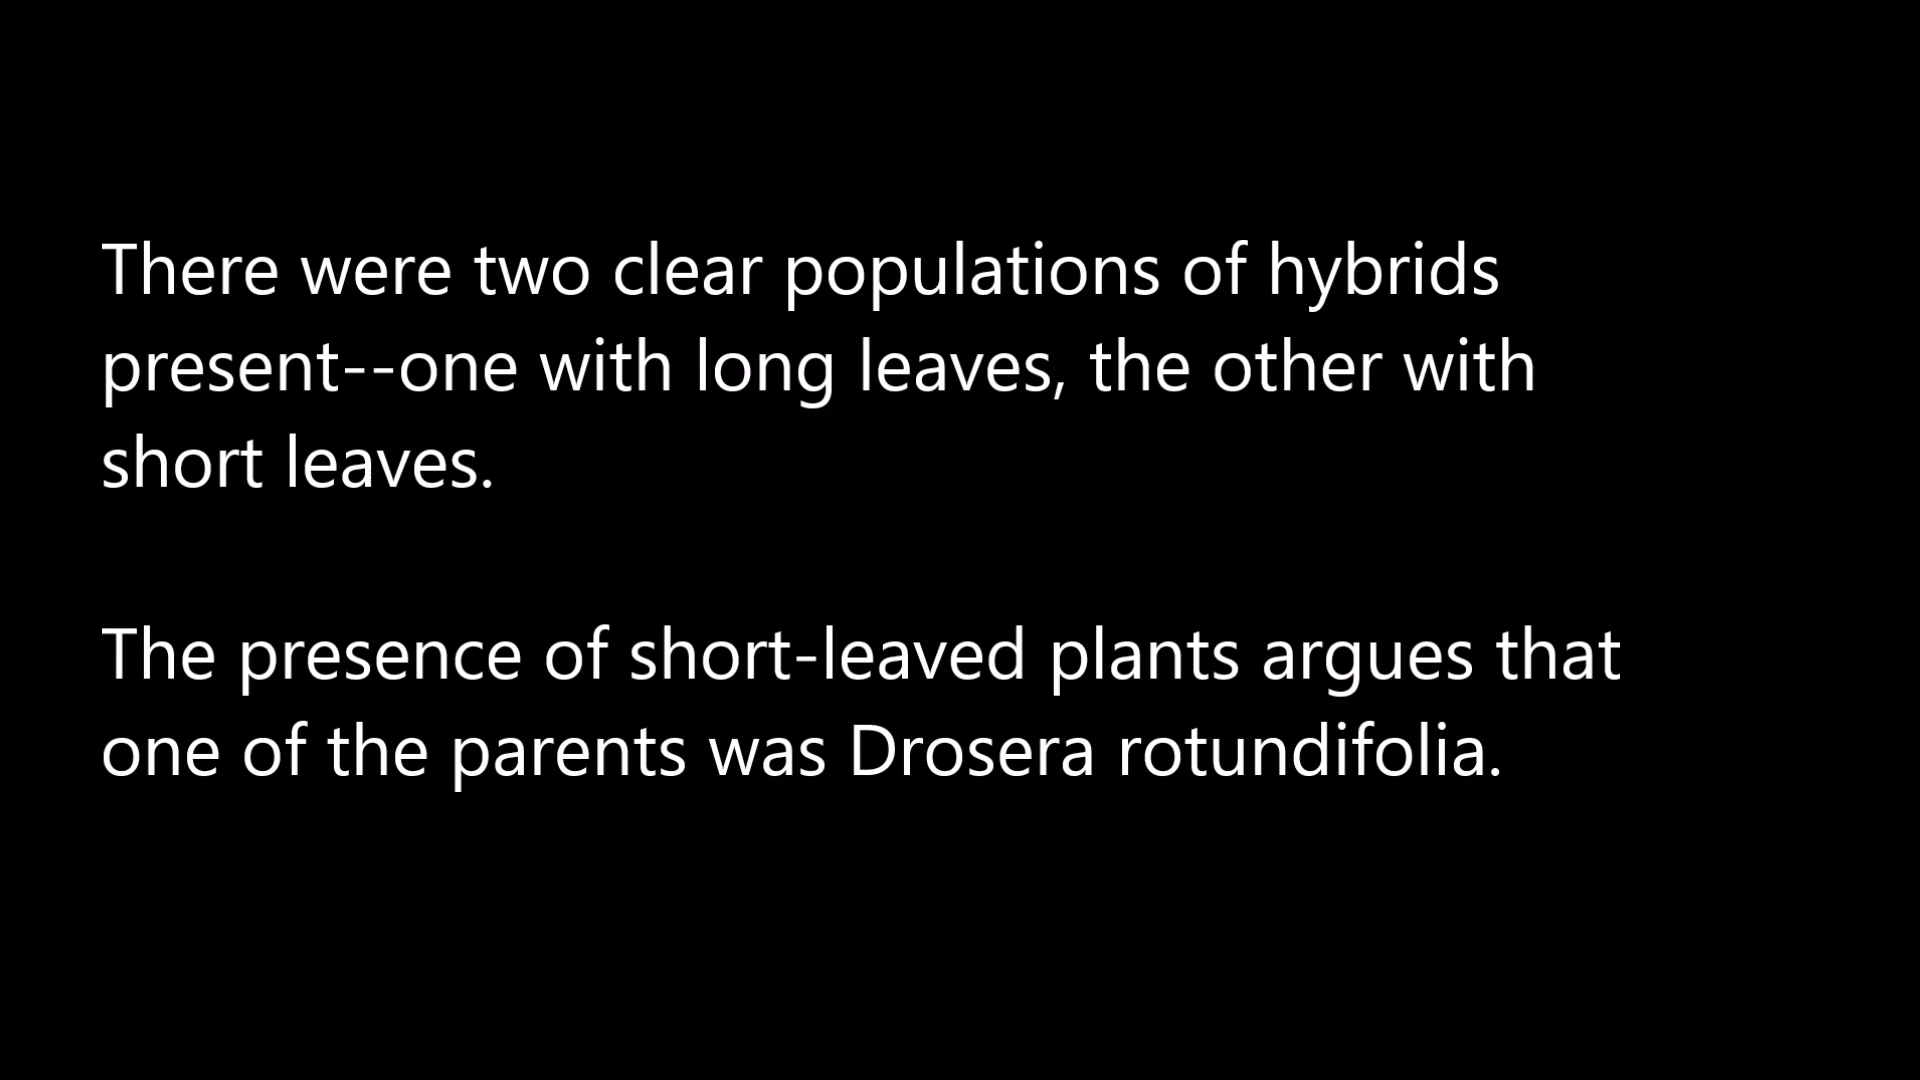 There were two clear populations of hybrids
present--one with long leaves, the other with
short leaves.
The presence of short-leaved plants argues that
one of the parents was Drosera rotundifolia.